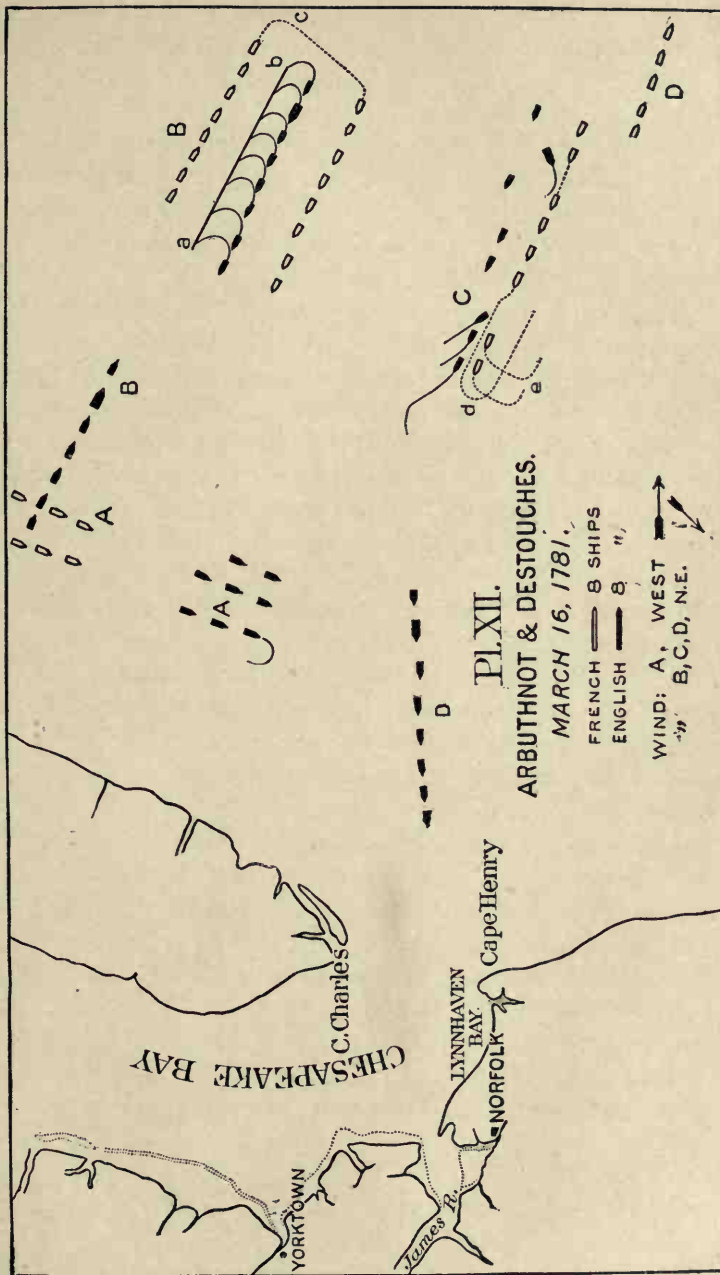 Pl. XII.
ARBUTHNOT & DESTOUCHES.
MARCH 16, 1781.
FRENCH 8 SHIPS
ENGLISH 8 "
WIND: A, WEST
" B, C, D, N.E.
CHESAPEAKE BAY
C. Charles
LYNNHAVEN
BAY.
Cape Henry
NORFOLK
YORKTOWN
James R.
A
A
B
B
a
b
c
C
d
e
D
D